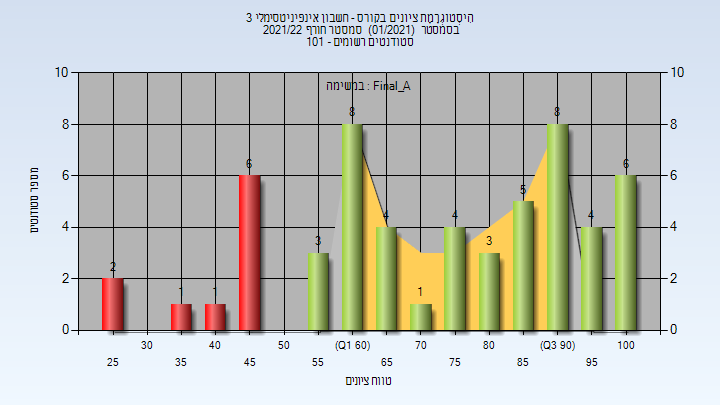 היסטוגרמת ציונים בקורס - חשבון אינפיניטסימלי 3
בסמסטר (01/2021) סמסטר חורף 2021/22
סטודנטים רשומים - 101
במשימה : Final_A
מספר סטודנטים
10 10
8 8
6 6
4 4
2 2
0 0
2 1 1 6 3 8 4 1 4 3 5 8 4 6
30 40 50 (Q1 60) 70 80 (Q3 90) 100
25 35 45 55 65 75 85 95
טווח ציונים